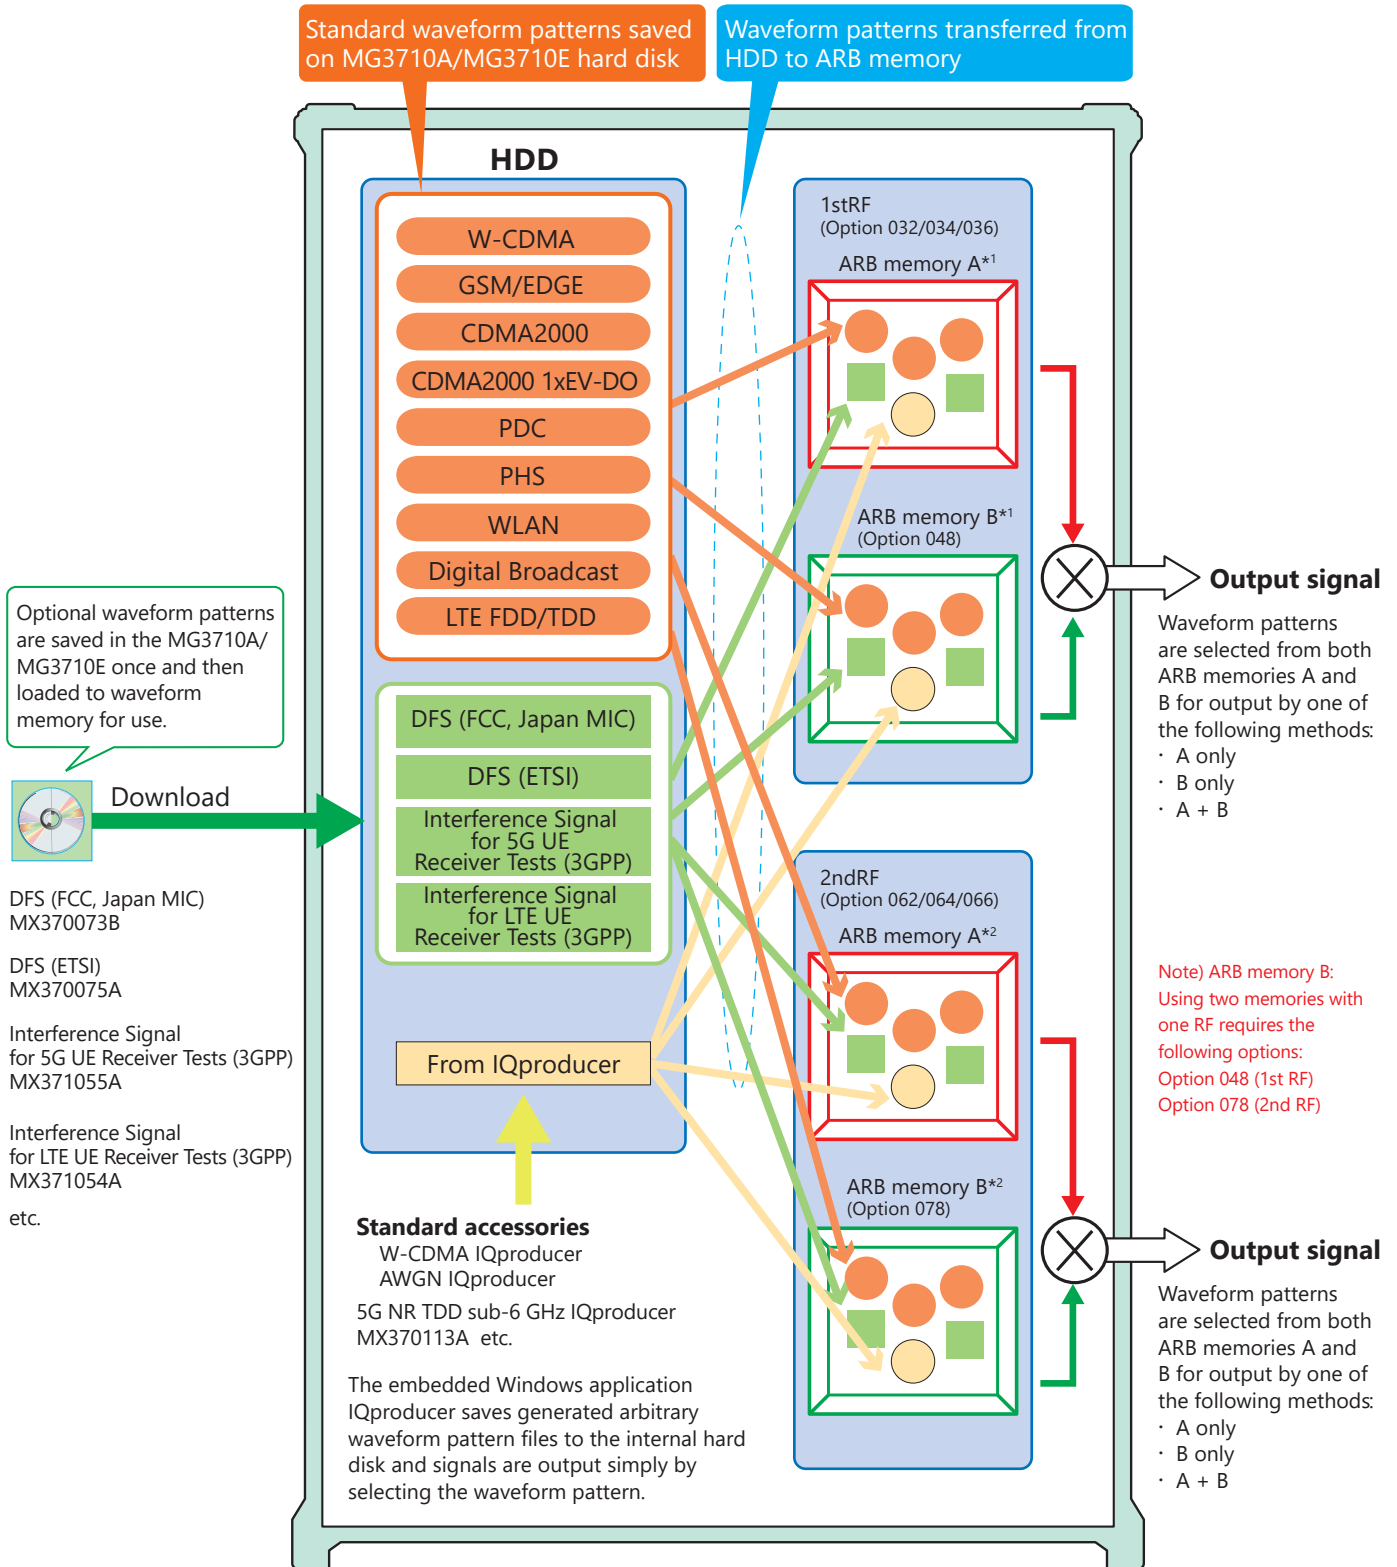 Standard waveform patterns saved
on MG3710A/MG3710E hard disk
Waveform patterns transferred from
HDD to ARB memory
HDD
W-CDMA
GSM/EDGE
CDMA2000
CDMA2000 1xEV-DO
PDC
PHS
WLAN
Digital Broadcast
LTE FDD/TDD
DFS (FCC, Japan MIC)
DFS (ETSI)
Interference Signal
for 5G UE
Receiver Tests (3GPP)
Interference Signal
for LTE UE
Receiver Tests (3GPP)
From IQproducer
Optional waveform patterns
are saved in the MG3710A/
MG3710E once and then
loaded to waveform
memory for use.
Download
DFS (FCC, Japan MIC)
MX370073B
DFS (ETSI)
MX370075A
Interference Signal
for 5G UE Receiver Tests (3GPP)
MX371055A
Interference Signal
for LTE UE Receiver Tests (3GPP)
MX371054A
etc.
Standard accessories
W-CDMA IQproducer
AWGN IQproducer
5G NR TDD sub-6 GHz IQproducer
MX370113A etc.
The embedded Windows application
IQproducer saves generated arbitrary
waveform pattern files to the internal hard
disk and signals are output simply by
selecting the waveform pattern.
1stRF
(Option 032/034/036)
ARB memory A*1
ARB memory B*1
(Option 048)
2ndRF
(Option 062/064/066)
ARB memory A*2
ARB memory B*2
(Option 078)
Output signal
Waveform patterns
are selected from both
ARB memories A and
B for output by one of
the following methods:
· A only
· B only
· A + B
Note) ARB memory B:
Using two memories with
one RF requires the
following options:
Option 048 (1st RF)
Option 078 (2nd RF)
Output signal
Waveform patterns
are selected from both
ARB memories A and
B for output by one of
the following methods:
· A only
· B only
· A + B